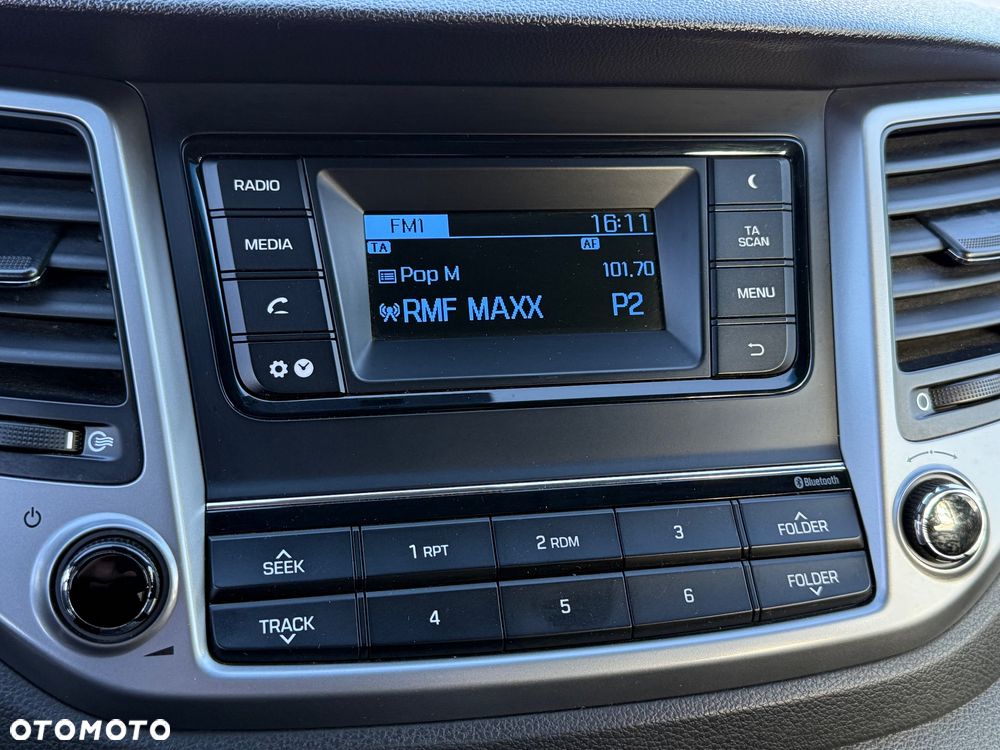 RADIO
MEDIA
FM1 16:11
TA AF
Pop M 101.70
RMF MAXX P2
TA
SCAN
MENU
Bluetooth
SEEK 1 RPT 2 RDM 3 FOLDER
TRACK 4 5 6 FOLDER
OTOMOTO